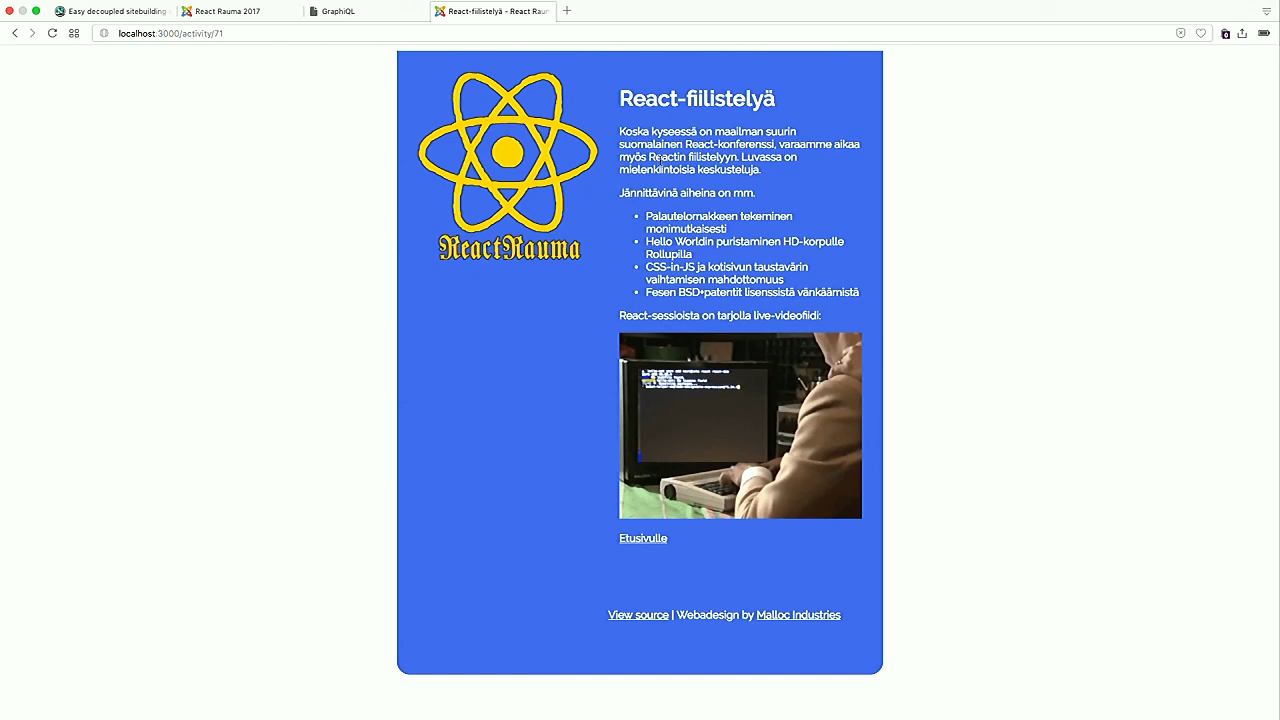 Easy decoupled sitebuilding
React Rauma 2017
GraphiQL
React-fiilistelyä - React Raum
localhost:3000/activity/71
ReactRauma
React-fiilistelyä
Koska kyseessä on maailman suurin
suomalainen React-konferenssi, varaamme aikaa
myös Reactin fiilistelyyn. Luvassa on
mielenkiintoisia keskusteluja.
Jännittävinä aiheina on mm.
Palautelomakkeen tekeminen
monimutkaisesti
Hello Worldin puristaminen HD-korpulle
Rollupilla
CSS-in-JS ja kotisivun taustavärin
vaihtamisen mahdottomuus
Fesen BSD+patentit lisenssistä vänkäämistä
React-sessioista on tarjolla live-videofiidi:
Etusivulle
View source | Webadesign by Malloc Industries